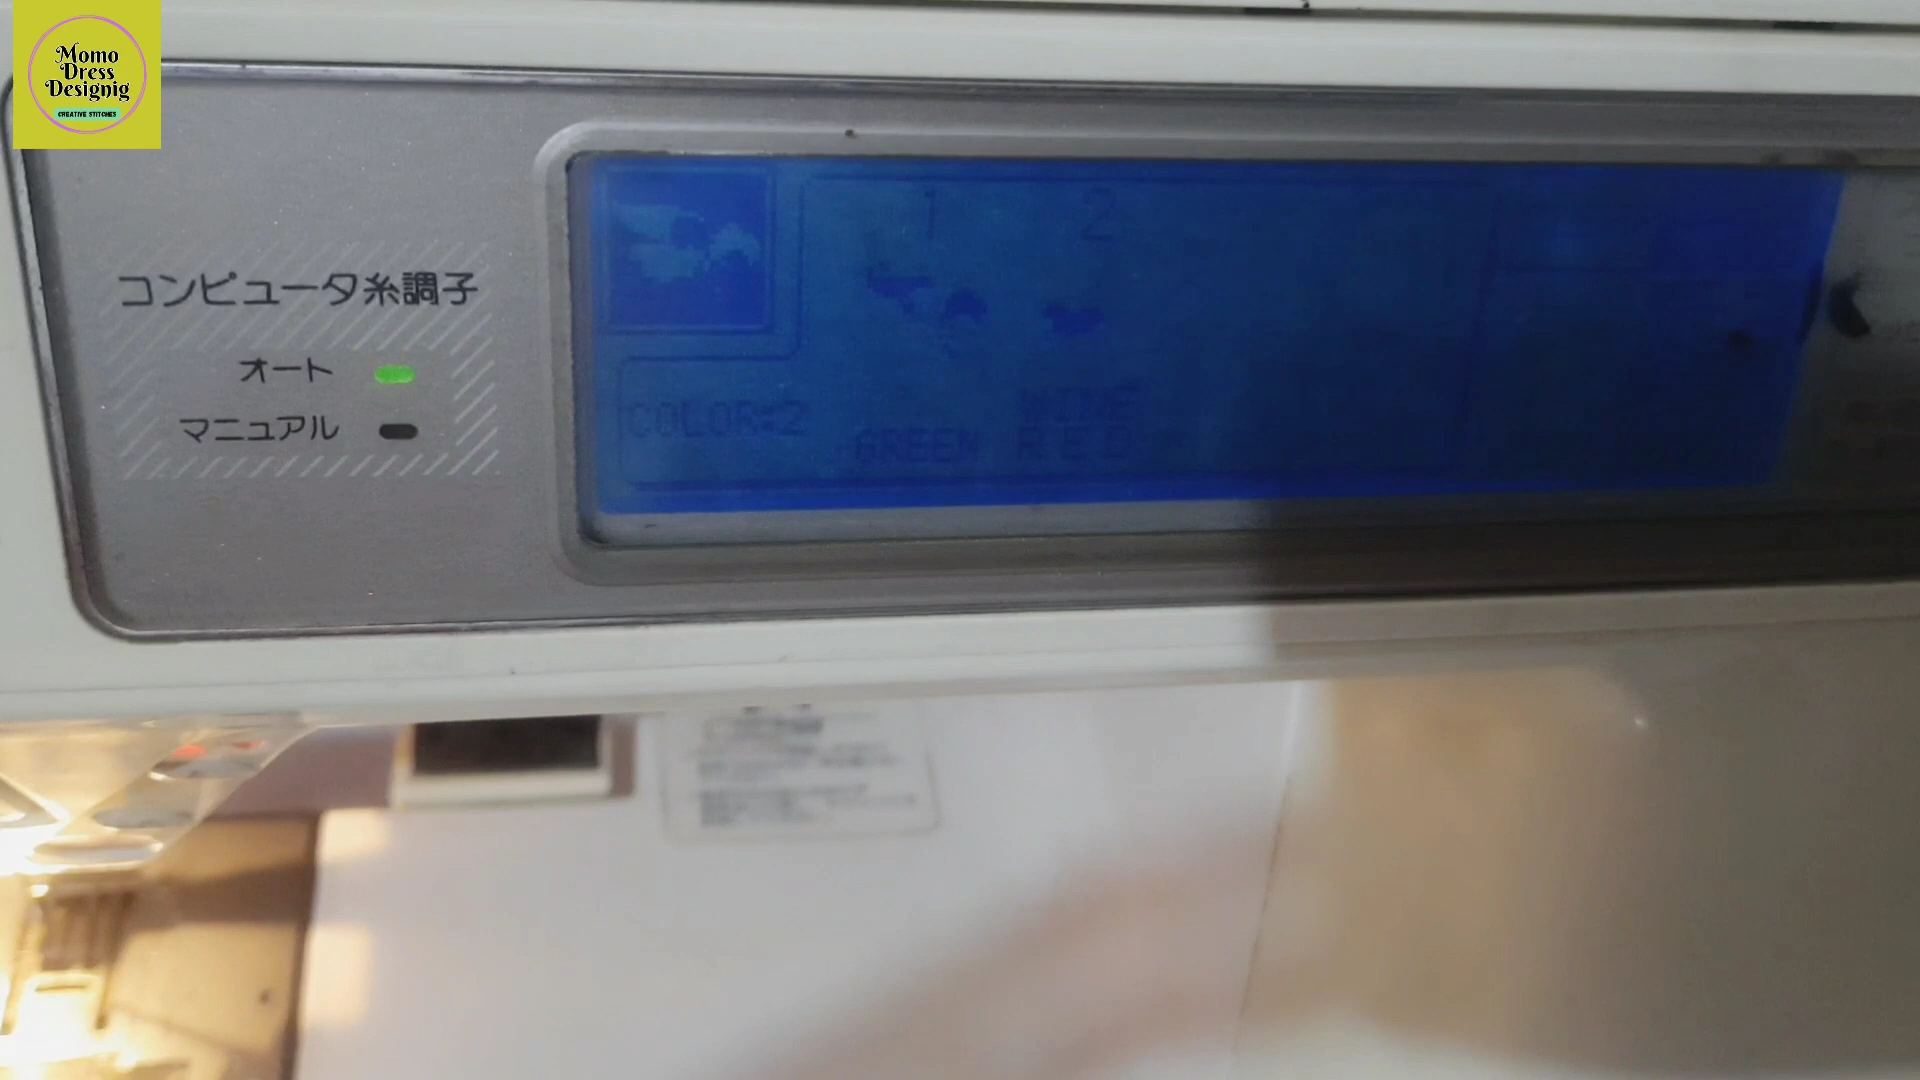 Momo
Dress
Designig
CREATIVE STITCHES
コンピュータ糸調子
オート
マニュアル
1 2
COLOR=2
GREEN
WINE
RED